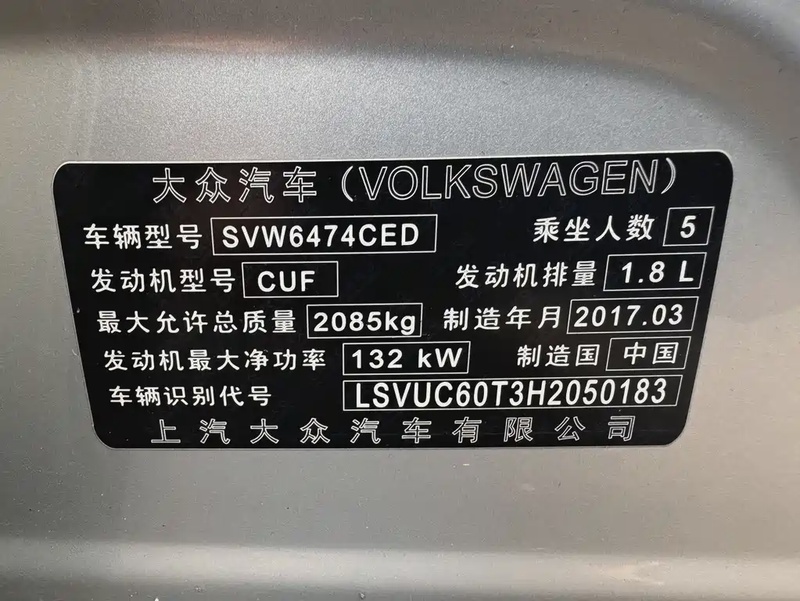 大众汽车（VOLKSWAGEN）
车辆型号 SVW6474CED 乘坐人数 5
发动机型号 CUF 发动机排量 1.8 L
最大允许总质量 2085kg 制造年月 2017.03
发动机最大净功率 132 kW 制造国 中国
车辆识别代号 LSVUC60T3H2050183
上汽大众汽车有限公司